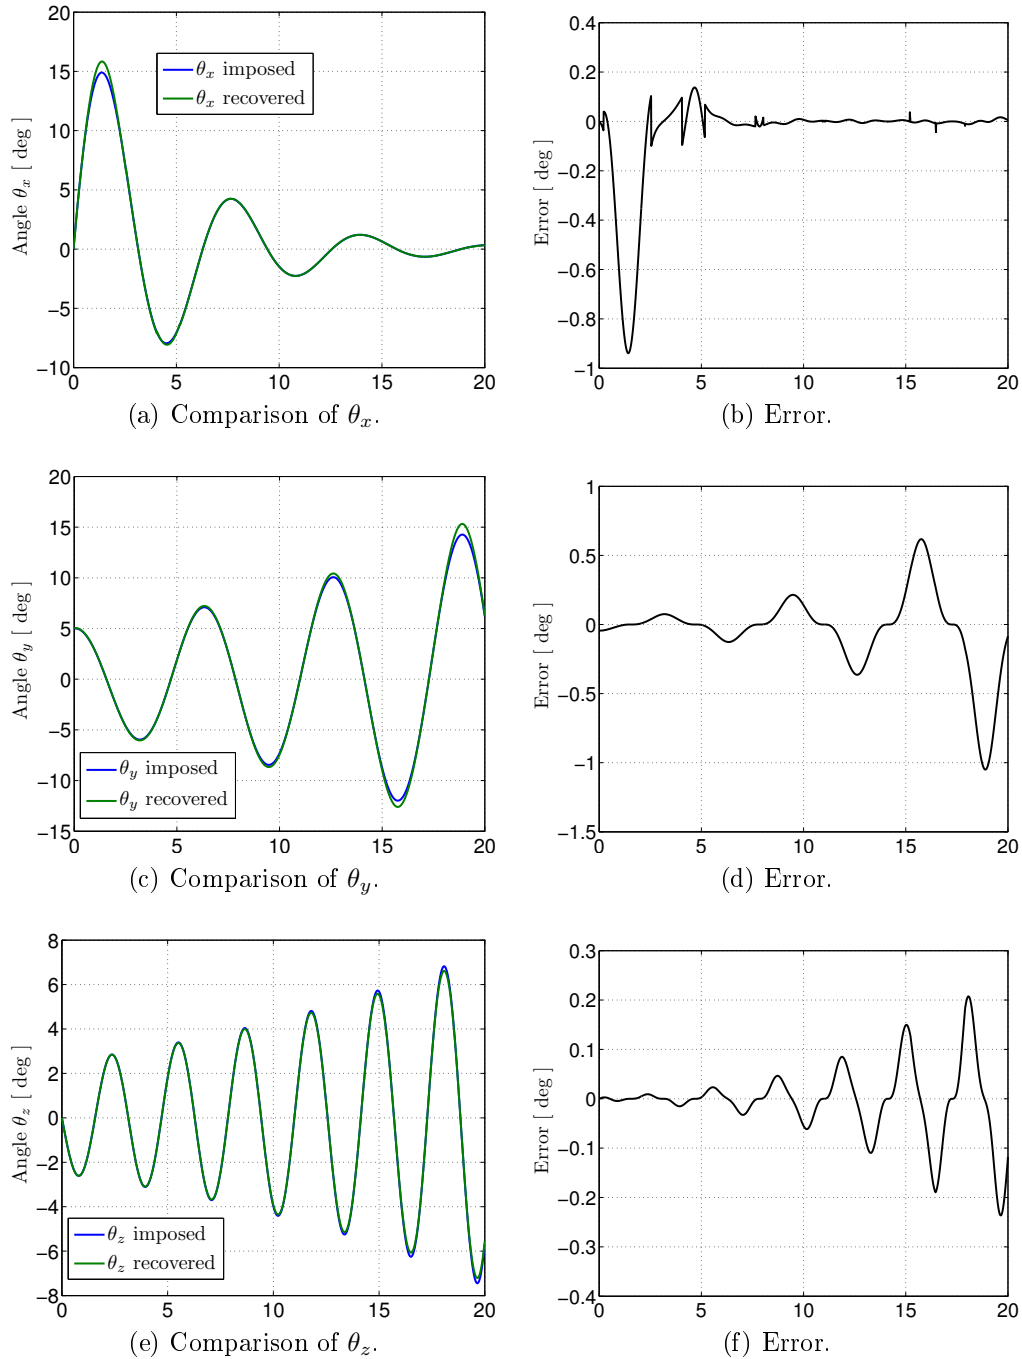 20
15
10
5
0
−5
−10
0 5 10 15 20
Angle θx [ deg ]
θx imposed
θx recovered
(a) Comparison of θx.
0.4
0.2
0
−0.2
−0.4
−0.6
−0.8
−1
0 5 10 15 20
Error [ deg ]
(b) Error.
20
15
10
5
0
−5
−10
−15
0 5 10 15 20
Angle θy [ deg ]
θy imposed
θy recovered
(c) Comparison of θy.
1
0.5
0
−0.5
−1
−1.5
0 5 10 15 20
Error [ deg ]
(d) Error.
8
6
4
2
0
−2
−4
−6
−8
0 5 10 15 20
Angle θz [ deg ]
θz imposed
θz recovered
(e) Comparison of θz.
0.3
0.2
0.1
0
−0.1
−0.2
−0.3
−0.4
0 5 10 15 20
Error [ deg ]
(f) Error.